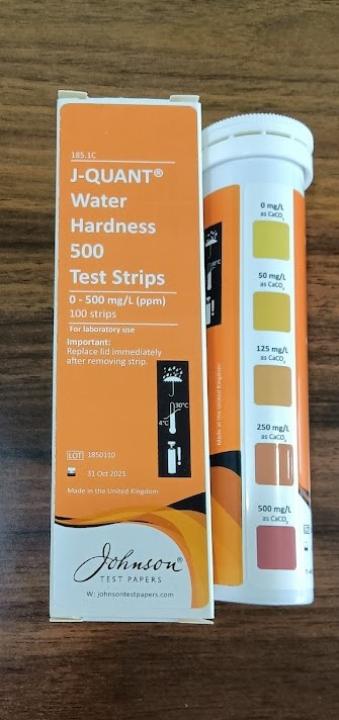 185.1C
J-QUANT®
Water
Hardness
500
Test Strips
0 - 500 mg/L (ppm)
100 strips
For laboratory use
Important:
Replace lid immediately
after removing strip.
30°C
4°C
LOT 1850110
31 Oct 2025
Made in the United Kingdom
Johnson®
TEST PAPERS
W: johnsontestpapers.com
Made in the United Kingdom
0 mg/L
as CaCO3
50 mg/L
as CaCO3
125 mg/L
as CaCO3
250 mg/L
as CaCO3
500 mg/L
as CaCO3